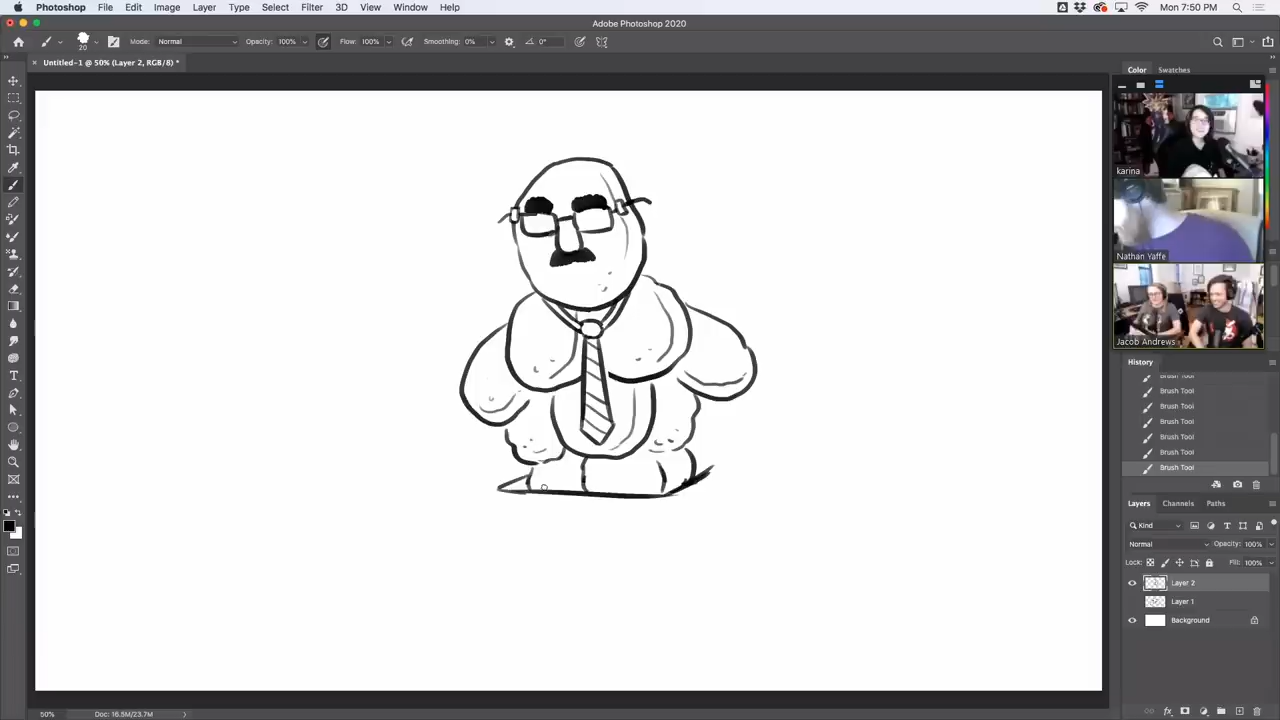 Photoshop File Edit Image Layer Type Select Filter 3D View Window Help
Mon 7:50 PM
Adobe Photoshop 2020
20
Mode: Normal
Opacity: 100%
Flow: 100%
Smoothing: 0%
0°
Untitled-1 @ 50% (Layer 2, RGB/8) *
Color Swatches
karina
Nathan Yaffe
Jacob Andrews
History
Brush Tool
Brush Tool
Brush Tool
Brush Tool
Brush Tool
Brush Tool
Brush Tool
Layers Channels Paths
Kind
Normal
Opacity: 100%
Lock:
Fill: 100%
Layer 2
Layer 1
Background
50%
Doc: 16.5M/23.7M